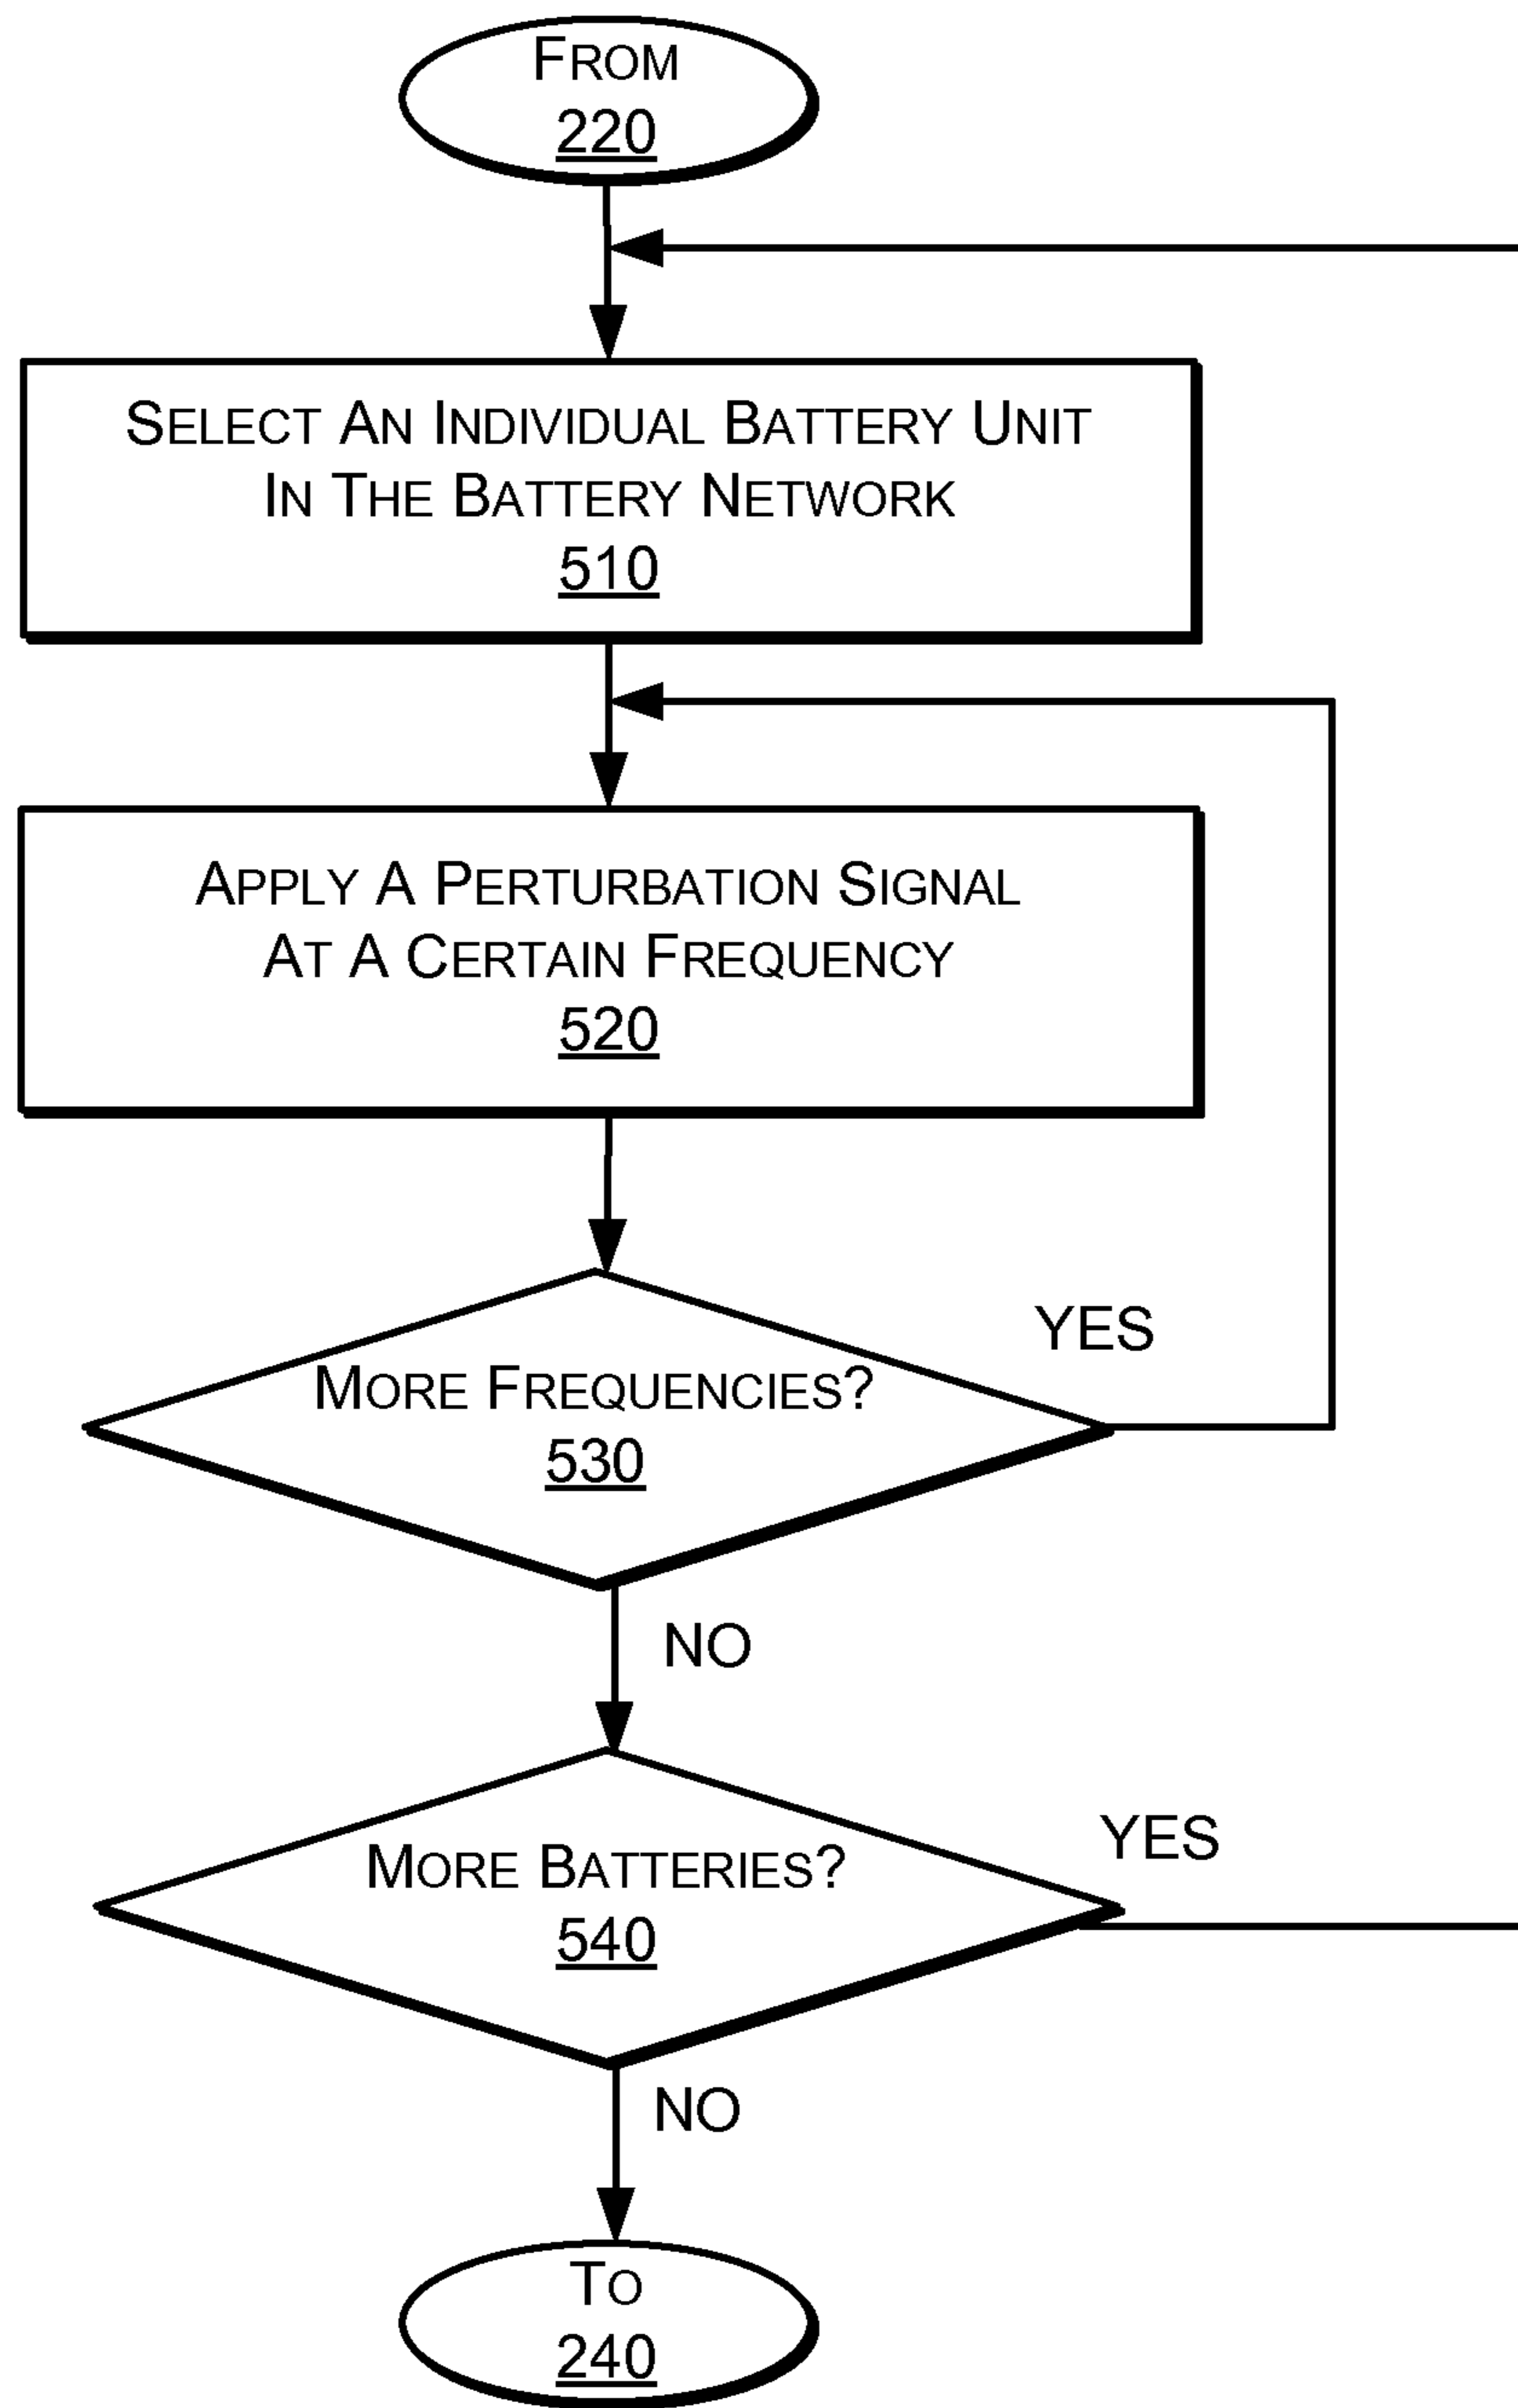 From
220
Select An Individual Battery Unit
In The Battery Network
510
Apply A Perturbation Signal
At A Certain Frequency
520
YES
More Frequencies?
530
NO
YES
More Batteries?
540
NO
To
240